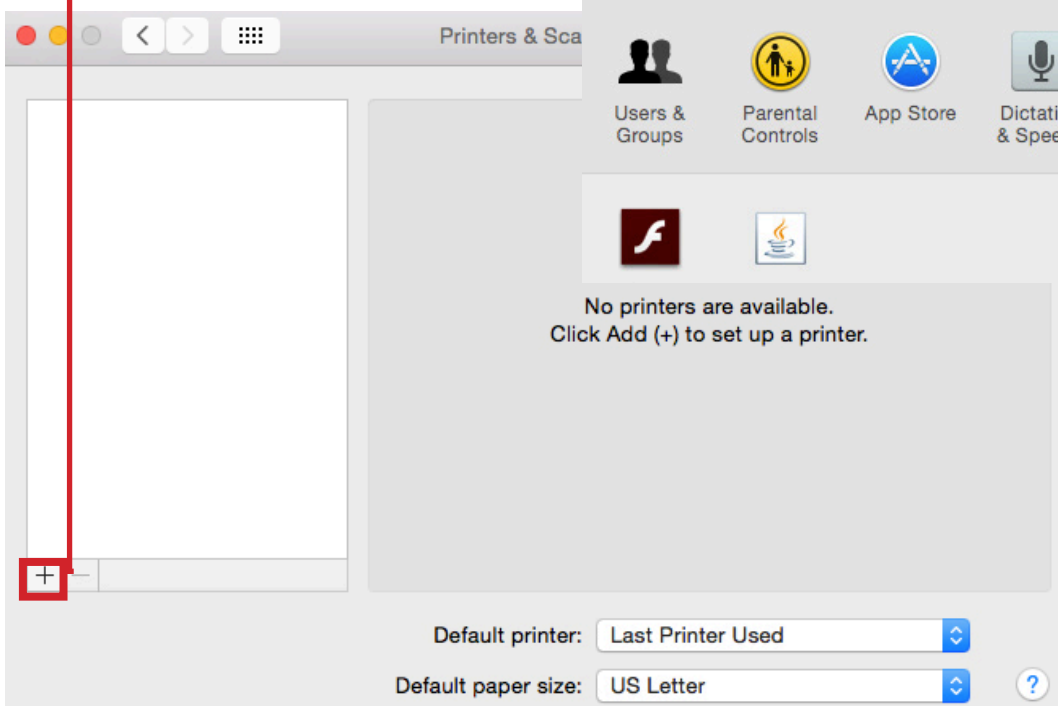 Printers & Sca
Users &
Groups
Parental
Controls
App Store
Dictati
& Spee
No printers are available.
Click Add (+) to set up a printer.
Default printer: Last Printer Used
Default paper size: US Letter
?